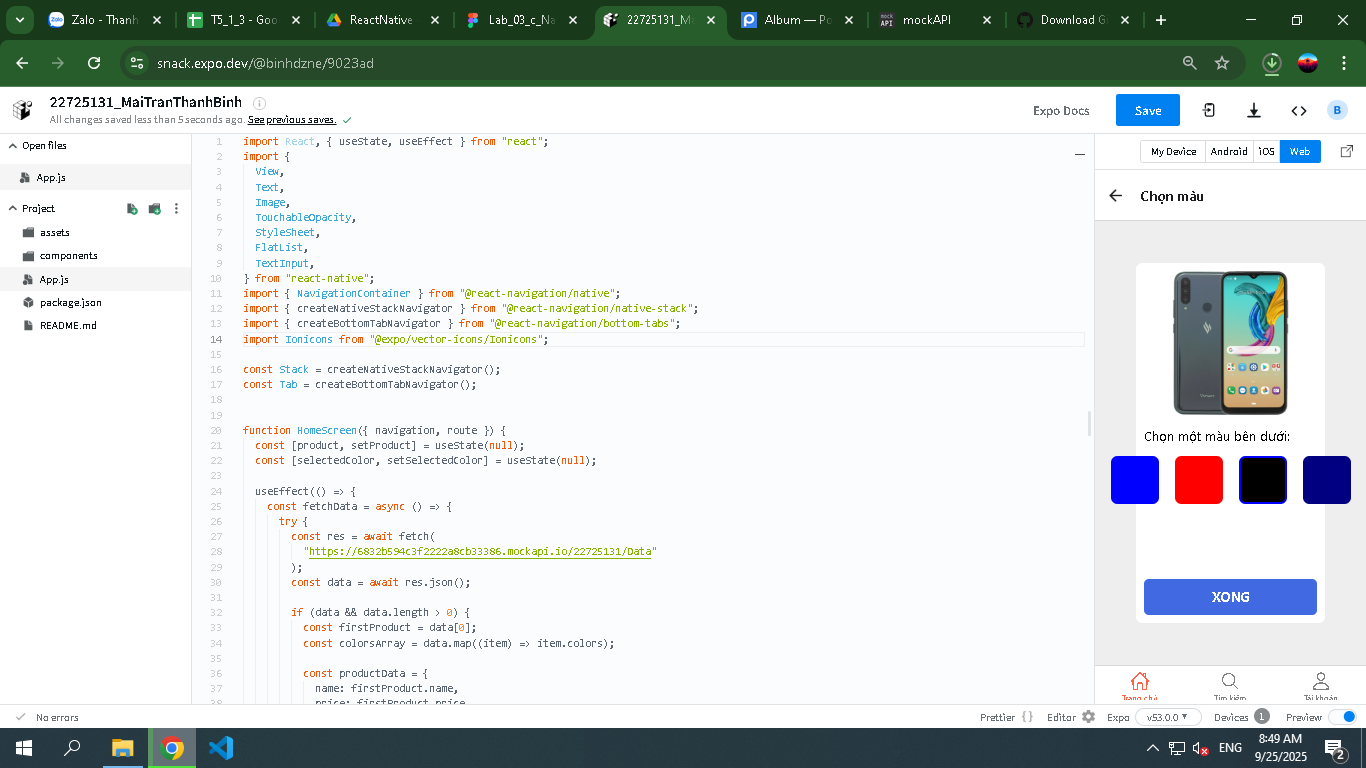 Zalo - Thanh
T5_1_3 - Goo
ReactNative
Lab_03_c_Na
22725131_Ma
Album — Po
mockAPI
Download Gi
snack.expo.dev/@binhdzne/9023ad
22725131_MaiTranThanhBinh
All changes saved less than 5 seconds ago. See previous saves.
Expo Docs
Save
B
Open files
App.js
Project
assets
components
App.js
package.json
README.md
1 import React, { useState, useEffect } from "react";
2 import {
3 View,
4 Text,
5 Image,
6 TouchableOpacity,
7 StyleSheet,
8 FlatList,
9 TextInput,
10 } from "react-native";
11 import { NavigationContainer } from "@react-navigation/native";
12 import { createNativeStackNavigator } from "@react-navigation/native-stack";
13 import { createBottomTabNavigator } from "@react-navigation/bottom-tabs";
14 import Ionicons from "@expo/vector-icons/Ionicons";
15
16 const Stack = createNativeStackNavigator();
17 const Tab = createBottomTabNavigator();
18
19
20 function HomeScreen({ navigation, route }) {
21 const [product, setProduct] = useState(null);
22 const [selectedColor, setSelectedColor] = useState(null);
23
24 useEffect(() => {
25 const fetchData = async () => {
26 try {
27 const res = await fetch(
28 "https://6832b594c3f2222a8cb33386.mockapi.io/22725131/Data"
29 );
30 const data = await res.json();
31
32 if (data && data.length > 0) {
33 const firstProduct = data[0];
34 const colorsArray = data.map((item) => item.colors);
35
36 const productData = {
37 name: firstProduct.name,
38 price: firstProduct.price
My Device
Android
iOS
Web
Chọn màu
Chọn một màu bên dưới:
XONG
Trang chủ
Tìm kiếm
Tài khoản
No errors
Prettier { }
Editor
Expo
v53.0.0
Devices
1
Preview
ENG
8:49 AM
9/25/2025
2